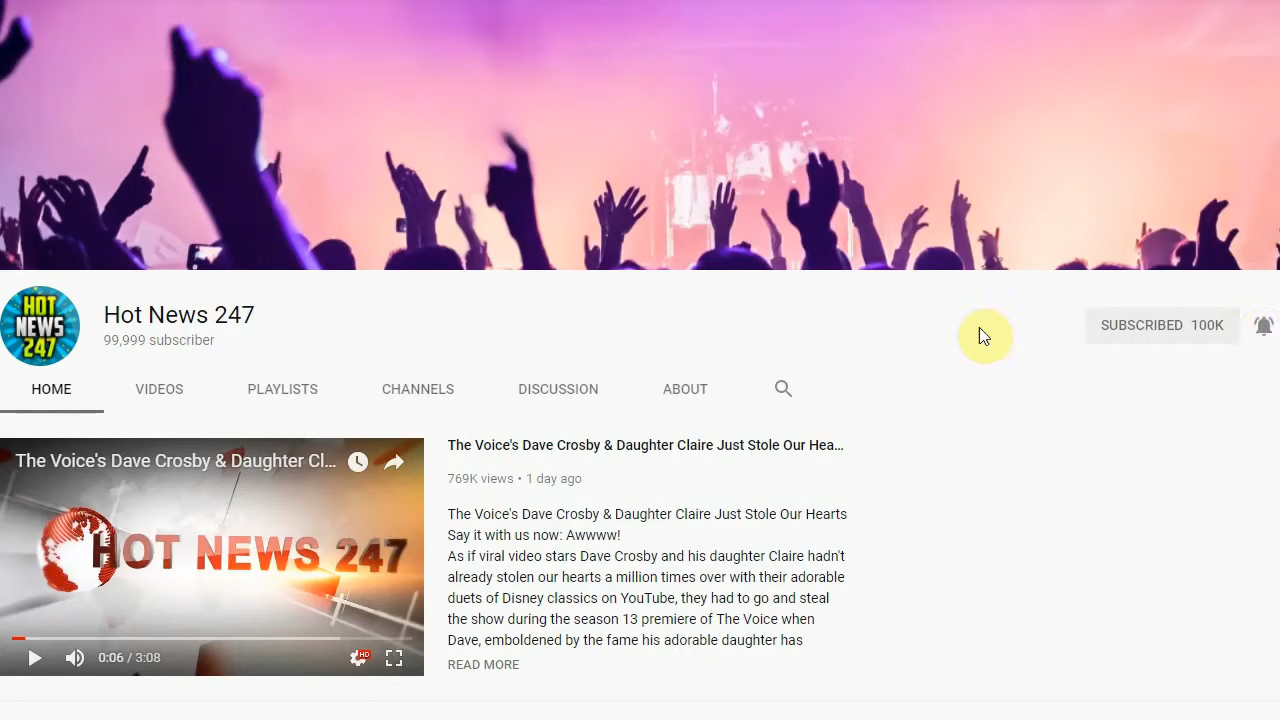 HOT
NEWS
247
Hot News 247
99,999 subscriber
SUBSCRIBED 100K
HOME
VIDEOS
PLAYLISTS
CHANNELS
DISCUSSION
ABOUT
The Voice's Dave Crosby & Daughter Cl...
HOT NEWS 247
0:06 / 3:08
HD
The Voice's Dave Crosby & Daughter Claire Just Stole Our Hea...
769K views • 1 day ago
The Voice's Dave Crosby & Daughter Claire Just Stole Our Hearts
Say it with us now: Awwww!
As if viral video stars Dave Crosby and his daughter Claire hadn't
already stolen our hearts a million times over with their adorable
duets of Disney classics on YouTube, they had to go and steal
the show during the season 13 premiere of The Voice when
Dave, emboldened by the fame his adorable daughter has
READ MORE